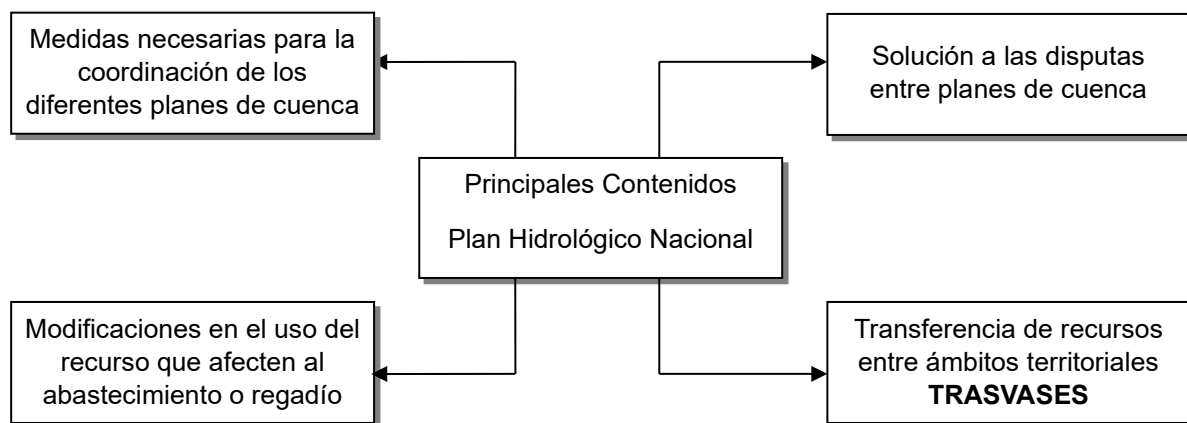 Medidas necesarias para la
coordinación de los
diferentes planes de cuenca
Solución a las disputas
entre planes de cuenca
Principales Contenidos
Plan Hidrológico Nacional
Modificaciones en el uso del
recurso que afecten al
abastecimiento o regadío
Transferencia de recursos
entre ámbitos territoriales
TRASVASES